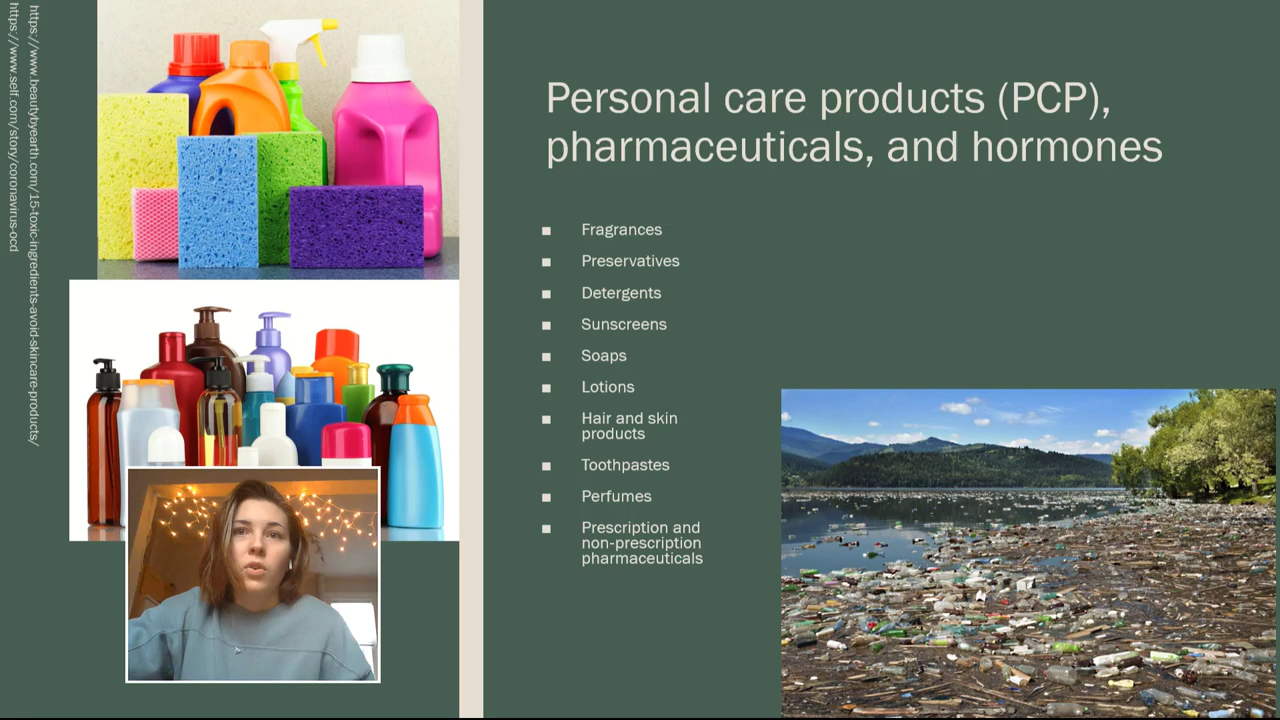 https://www.beautybyearth.com/15-toxic-ingredients-avoid-skincare-products/
https://www.self.com/story/coronavirus-ocd
Personal care products (PCP),
pharmaceuticals, and hormones
Fragrances
Preservatives
Detergents
Sunscreens
Soaps
Lotions
Hair and skin
products
Toothpastes
Perfumes
Prescription and
non-prescription
pharmaceuticals